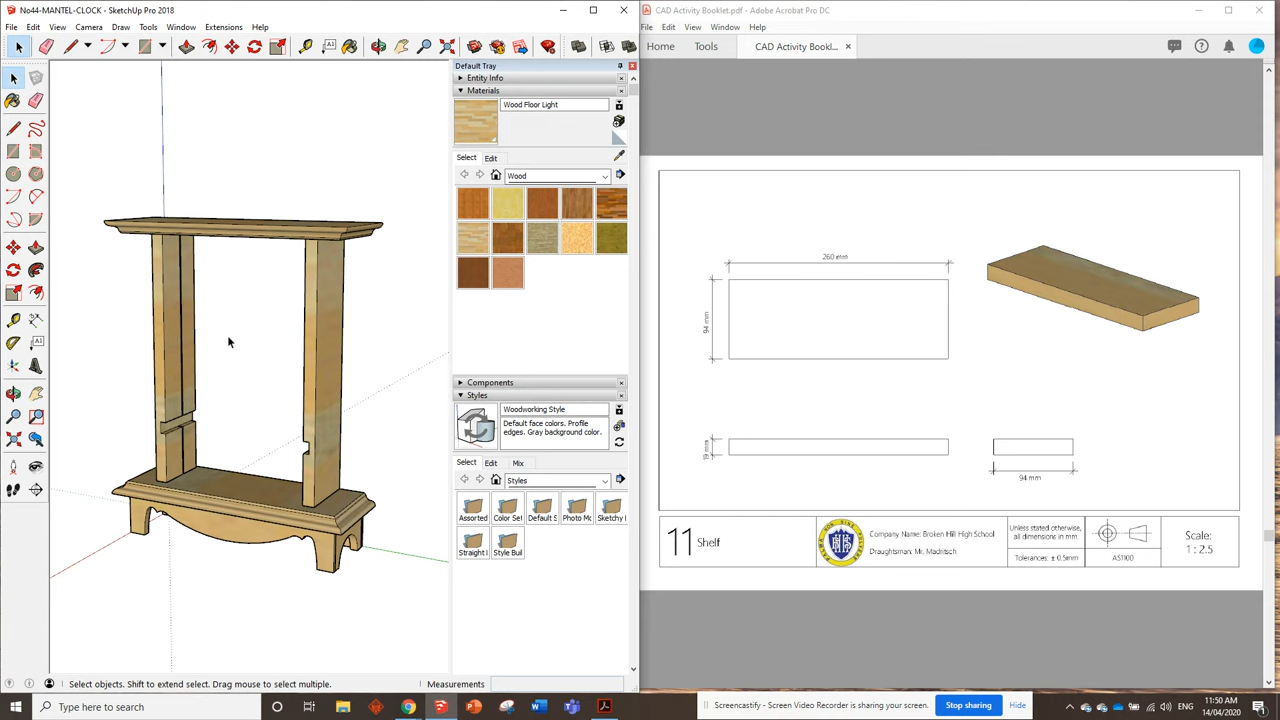 No44-MANTEL-CLOCK - SketchUp Pro 2018
File Edit View Camera Draw Tools Window Extensions Help
Default Tray
Entity Info
Materials
Wood Floor Light
Select Edit
Wood
Components
Styles
Woodworking Style
Default face colors. Profile
edges. Gray background color.
Select Edit Mix
Styles
Assorted
Color Se
Default S
Photo Mo
Sketchy
Straight
Style Buil
Select objects. Shift to extend select. Drag mouse to select multiple.
Measurements
CAD Activity Booklet.pdf - Adobe Acrobat Pro DC
File Edit View Window Help
Home Tools CAD Activity Bookl...
260 mm
94 mm
19 mm
94 mm
11 Shelf
Company Name: Broken Hill High School
Draughtsman: Mr. Madritsch
Unless stated otherwise,
all dimensions in mm.
Tolerances: ± 0.5mm
AS1100
Scale:
1 : 2.5
Type here to search
Screencastify - Screen Video Recorder is sharing your screen.
Stop sharing
Hide
ENG
11:50 AM
14/04/2020